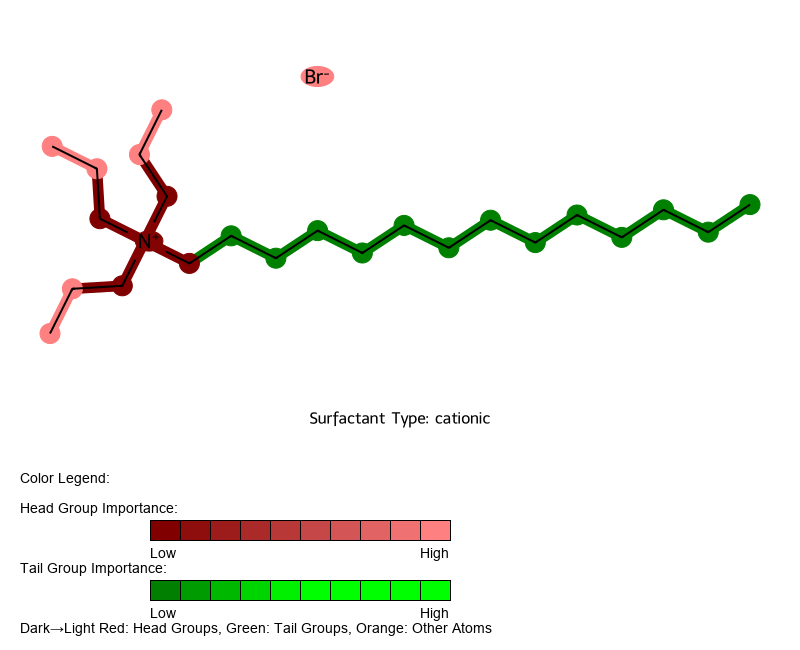 Br⁻
N⁺
Surfactant Type: cationic
Color Legend:
Head Group Importance:
Low High
Tail Group Importance:
Low High
Dark→Light Red: Head Groups, Green: Tail Groups, Orange: Other Atoms